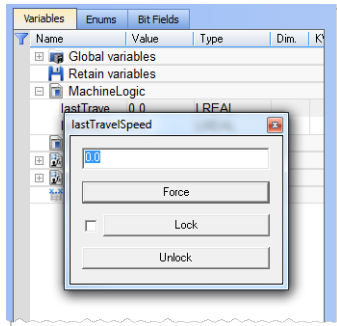 Variables Enums Bit Fields
Name Value Type Dim.
Global variables
Retain variables
MachineLogic
lastTrave 0.0 LREAL
lastTravelSpeed
0.0
Force
Lock
Unlock